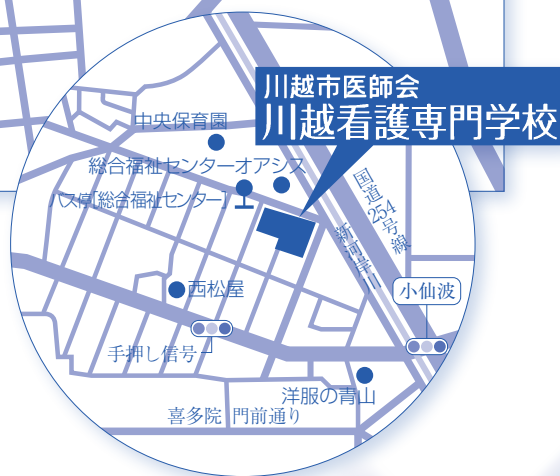 川越市医師会
川越看護専門学校
中央保育園
総合福祉センターオアシス
バス停「総合福祉センター」
国道254号線
新河岸川
小仙波
西松屋
手押し信号
洋服の青山
喜多院 門前通り